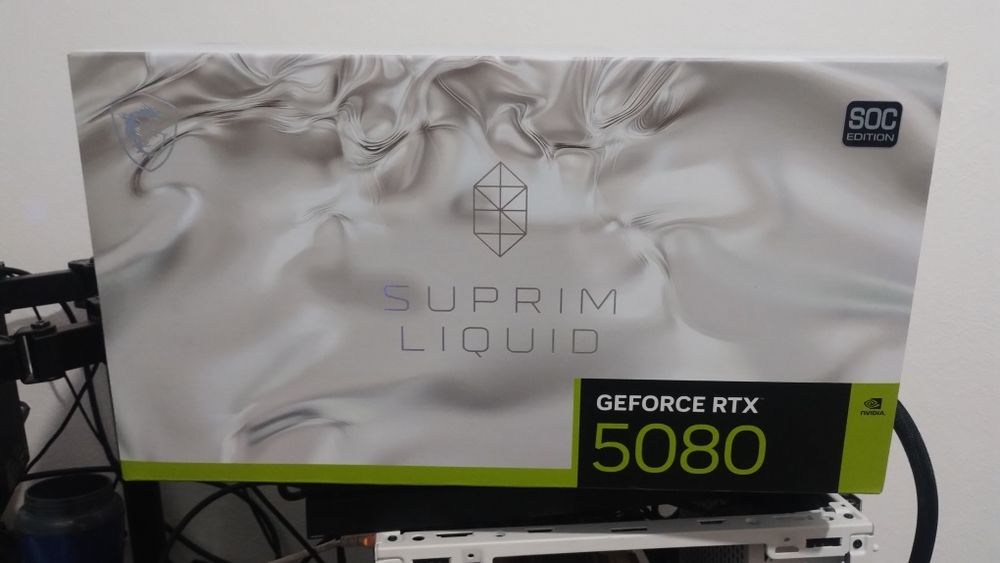 SOC
EDITION
SUPRIM
LIQUID
GEFORCE RTX
5080
NVIDIA